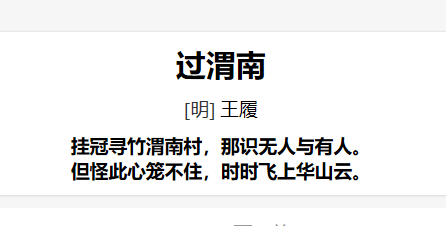 过渭南
[明] 王履
挂冠寻竹渭南村，那识无人与有人。
但怪此心笼不住，时时飞上华山云。